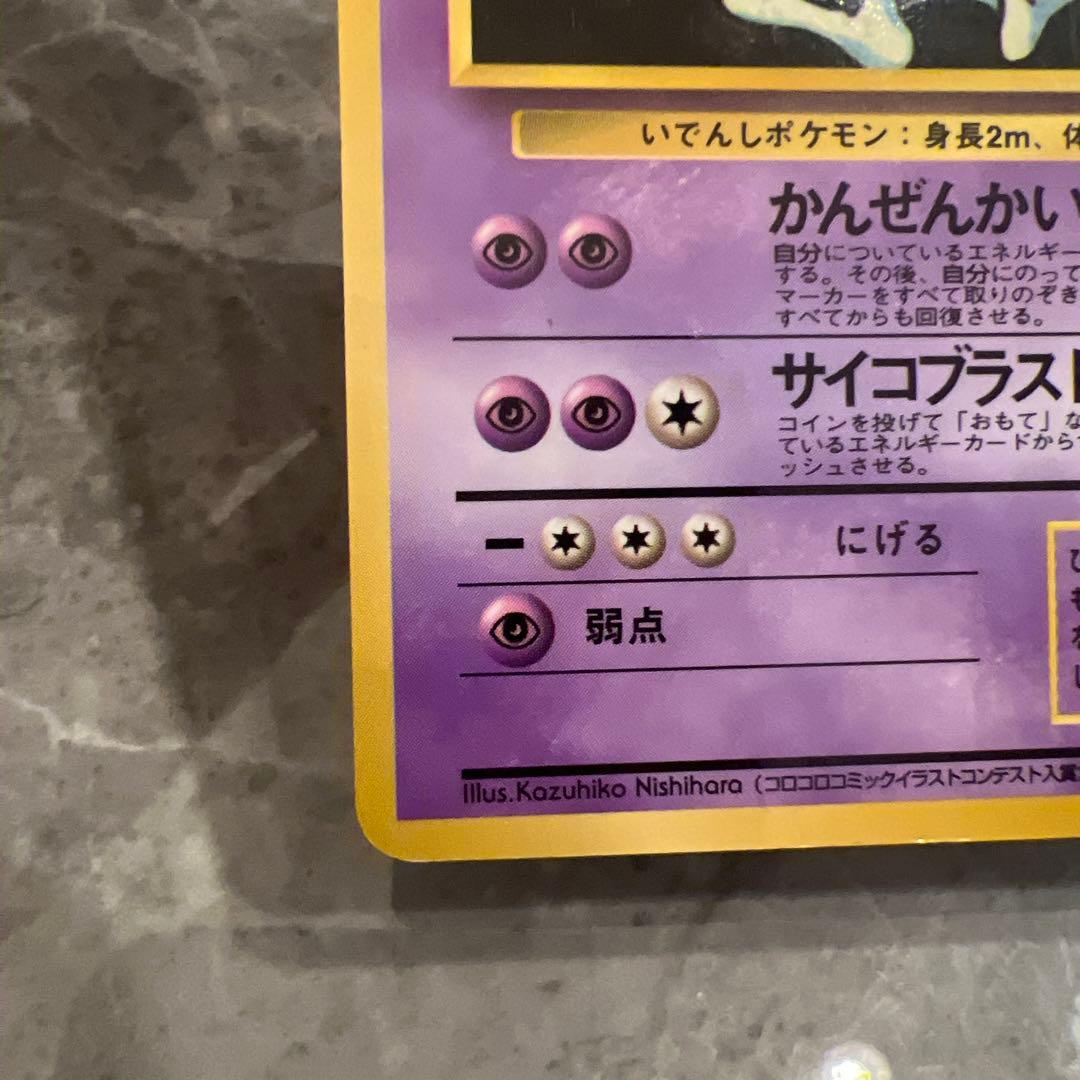 いでんしポケモン：身長2m、体
かんぜんかい
自分についているエネルギー
する。その後、自分にのって
マーカーをすべて取りのぞき
すべてからも回復させる。
サイコブラスト
コインを投げて「おもて」な
ているエネルギーカードから
ッシュさせる。
にげる
弱点
Illus.Kazuhiko Nishihara（コロコロコミックイラストコンテスト入賞